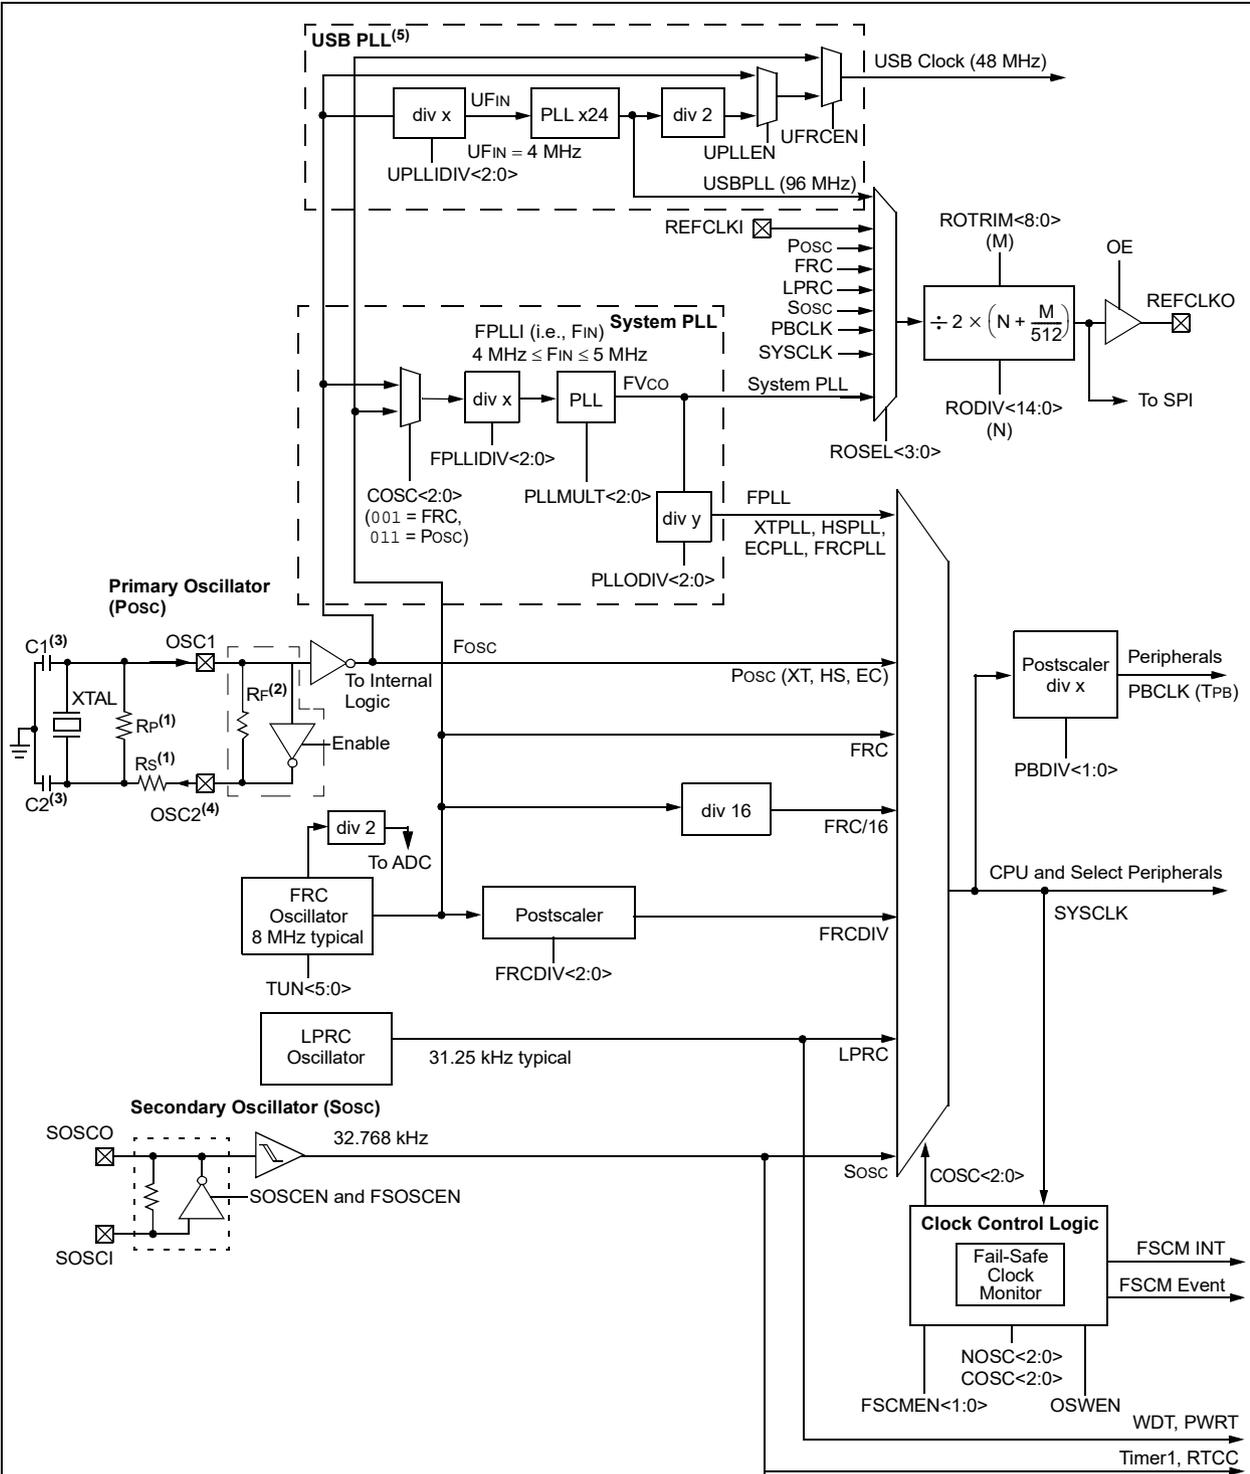 USB PLL(5)
USB Clock (48 MHz)
div x
UFIN
PLL x24
div 2
UFIN = 4 MHz
UPLLEN
UFRCEN
UPLLIDIV<2:0>
USBPLL (96 MHz)
REFCLKI
POSC
FRC
LPRC
SOSC
PBCLK
SYSCLK
System PLL
ROSEL<3:0>
ROTRIM<8:0>
(M)
OE
REFCLKO
÷ 2 × (N + M/512)
To SPI
RODIV<14:0>
(N)
System PLL
FPLLI (i.e., FIN)
4 MHz ≤ FIN ≤ 5 MHz
div x
PLL
FVCO
FPLLIDIV<2:0>
COSC<2:0>
(001 = FRC,
011 = POSC)
PLLMULT<2:0>
div y
PLLODIV<2:0>
FPLL
XTPLL, HSPLL,
ECPLL, FRCPLL
Primary Oscillator
(POSC)
C1(3)
OSC1
XTAL
RP(1)
RF(2)
To Internal
Logic
Enable
RS(1)
C2(3)
OSC2(4)
FOSC
POSC (XT, HS, EC)
FRC
div 16
FRC/16
div 2
To ADC
FRC
Oscillator
8 MHz typical
TUN<5:0>
Postscaler
FRCDIV<2:0>
FRCDIV
LPRC
Oscillator
31.25 kHz typical
LPRC
Secondary Oscillator (SOSC)
SOSCO
32.768 kHz
SOSCEN and FSOSCEN
SOSCI
SOSC
Postscaler
div x
Peripherals
PBCLK (TPB)
PBDIV<1:0>
CPU and Select Peripherals
SYSCLK
COSC<2:0>
Clock Control Logic
Fail-Safe
Clock
Monitor
FSCM INT
FSCM Event
NOSC<2:0>
COSC<2:0>
FSCMEN<1:0>
OSWEN
WDT, PWRT
Timer1, RTCC